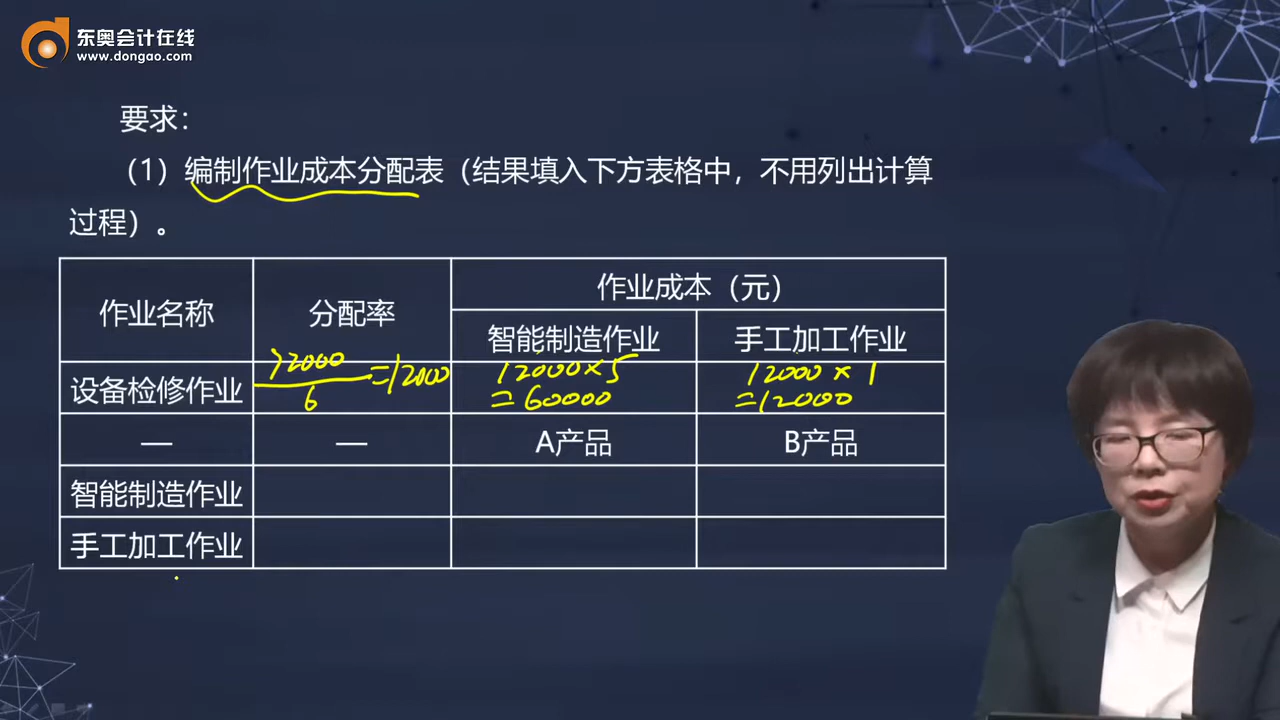 东奥会计在线
www.dongao.com
要求：
（1）编制作业成本分配表（结果填入下方表格中，不用列出计算
过程）。
作业名称 分配率 作业成本（元）
智能制造作业 手工加工作业
设备检修作业 72000/6=12000 12000×5=60000 12000×1=12000
— — A产品 B产品
智能制造作业
手工加工作业